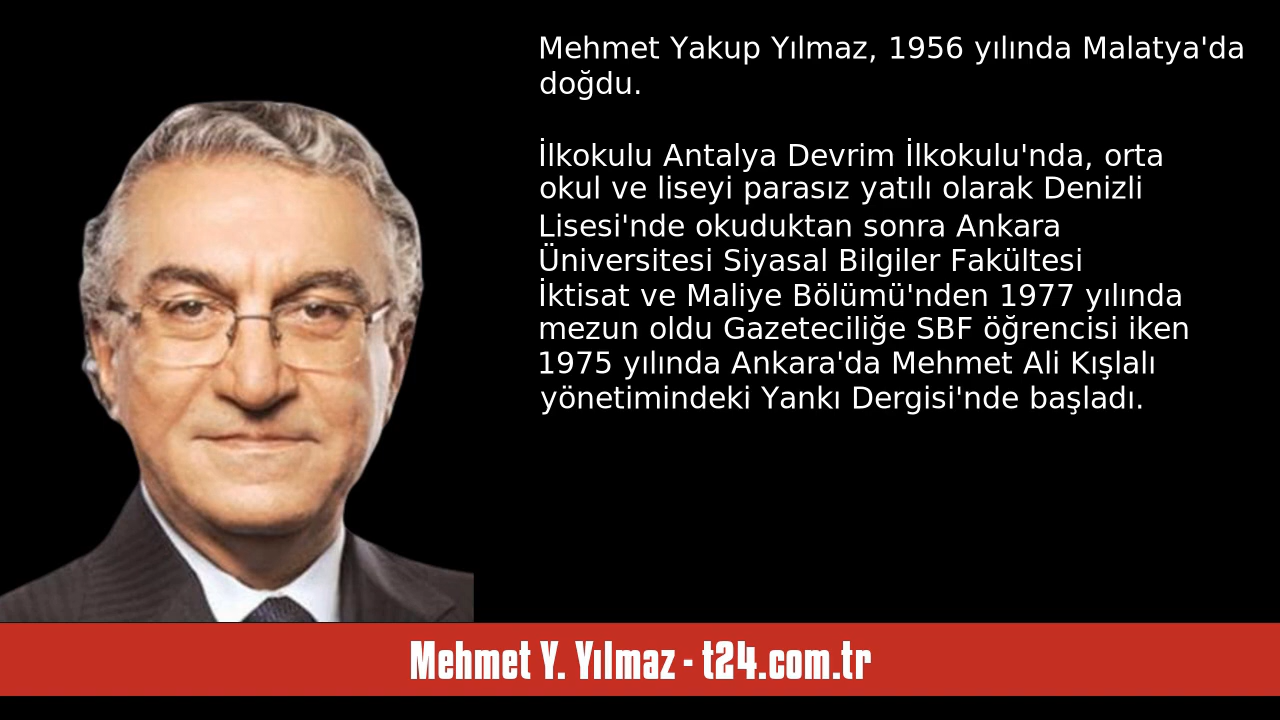 Mehmet Yakup Yılmaz, 1956 yılında Malatya'da
doğdu.
İlkokulu Antalya Devrim İlkokulu'nda, orta
okul ve liseyi parasız yatılı olarak Denizli
Lisesi'nde okuduktan sonra Ankara
Üniversitesi Siyasal Bilgiler Fakültesi
İktisat ve Maliye Bölümü'nden 1977 yılında
mezun oldu Gazeteciliğe SBF öğrencisi iken
1975 yılında Ankara'da Mehmet Ali Kışlalı
yönetimindeki Yankı Dergisi'nde başladı.
Mehmet Y. Yılmaz - t24.com.tr